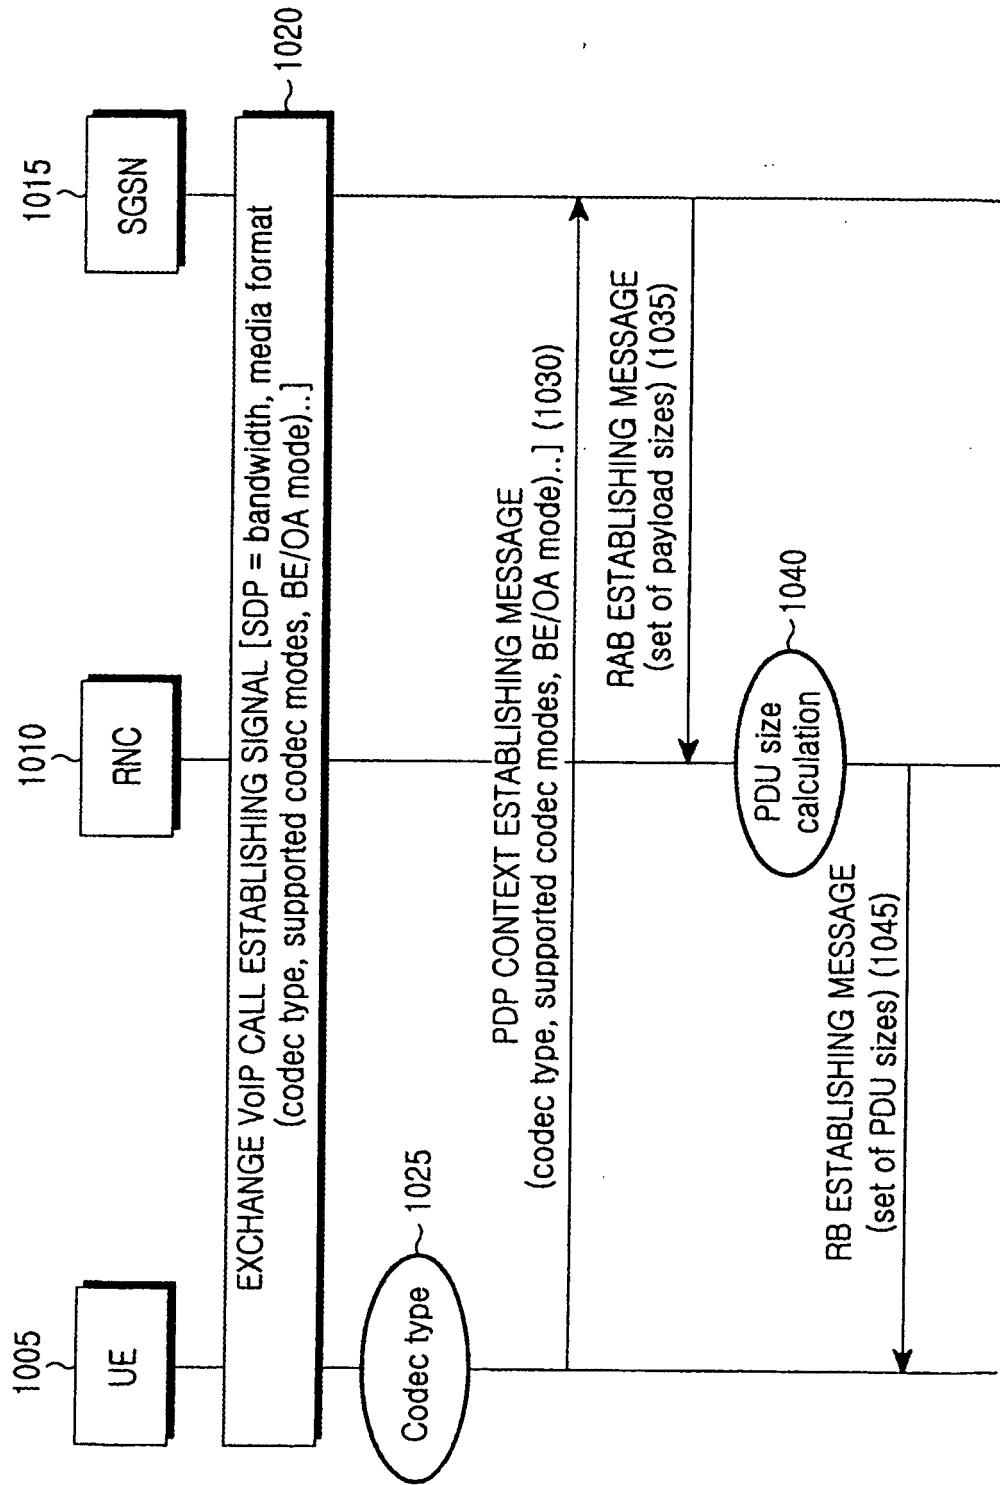 1005
UE
1010
RNC
1015
SGSN
EXCHANGE VoIP CALL ESTABLISHING SIGNAL [SDP = bandwidth, media format
(codec type, supported codec modes, BE/OA mode)..]
1020
Codec type
1025
PDP CONTEXT ESTABLISHING MESSAGE
(codec type, supported codec modes, BE/OA mode)..] (1030)
RAB ESTABLISHING MESSAGE
(set of payload sizes) (1035)
PDU size
calculation
1040
RB ESTABLISHING MESSAGE
(set of PDU sizes) (1045)